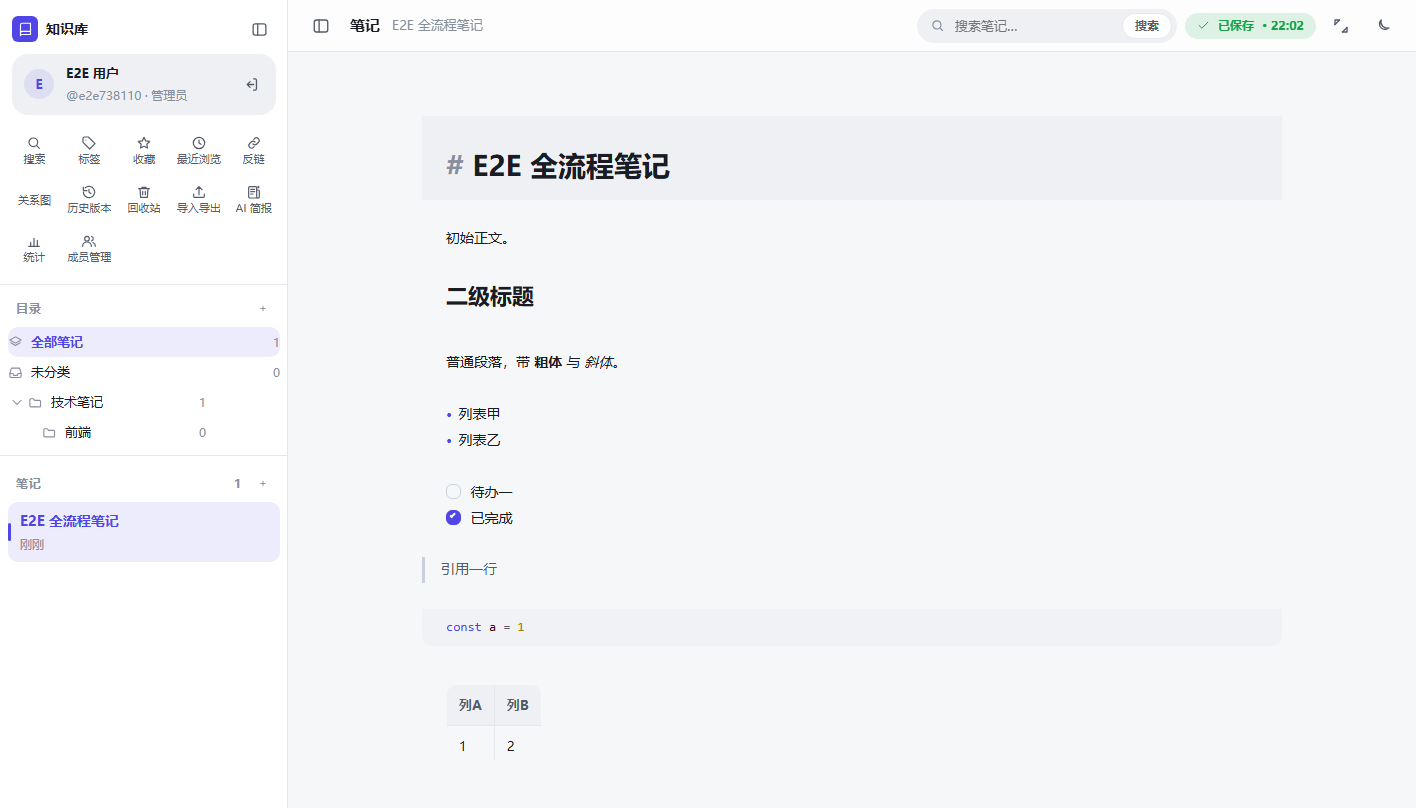 知识库
E
E2E 用户
@e2e738110 · 管理员
搜索 标签 收藏 最近浏览 反链
关系图 历史版本 回收站 导入导出 AI 简报
统计 成员管理
目录 +
全部笔记 1
未分类 0
技术笔记 1
前端 0
笔记 1 +
E2E 全流程笔记
刚刚
笔记 E2E 全流程笔记 搜索笔记... 搜索 已保存 • 22:02
# E2E 全流程笔记
初始正文。
二级标题
普通段落，带 粗体 与 斜体。
• 列表甲
• 列表乙
待办一
已完成
引用一行
const a = 1
列A 列B
1 2